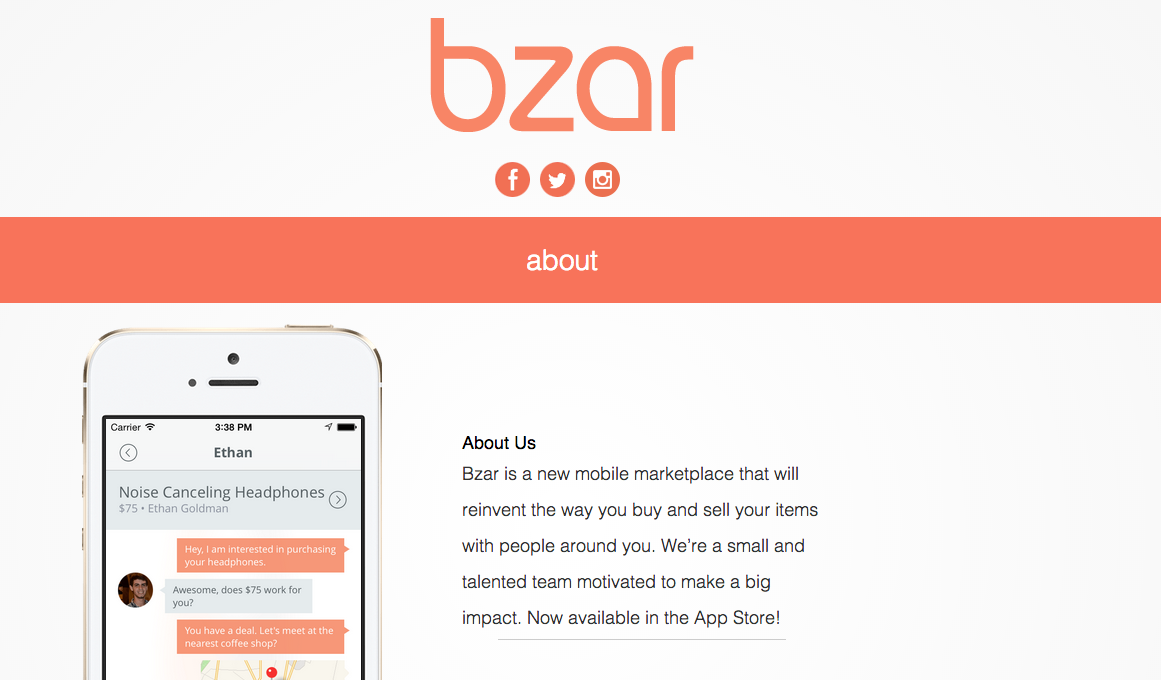 bzar
about
Carrier
3:38 PM
Ethan
Noise Canceling Headphones
$75 • Ethan Goldman
Hey, I am interested in purchasing
your headphones.
Awesome, does $75 work for
you?
You have a deal. Let's meet at the
nearest coffee shop?
About Us
Bzar is a new mobile marketplace that will
reinvent the way you buy and sell your items
with people around you. We’re a small and
talented team motivated to make a big
impact. Now available in the App Store!